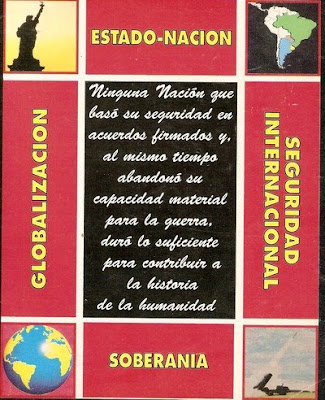 ESTADO-NACION
GLOBALIZACION
Ninguna Nación que
basó su seguridad en
acuerdos firmados y,
al mismo tiempo
abandonó su
capacidad material
para la guerra,
duró lo suficiente
para contribuir a
la historia
de la humanidad
SEGURIDAD
INTERNACIONAL
SOBERANIA